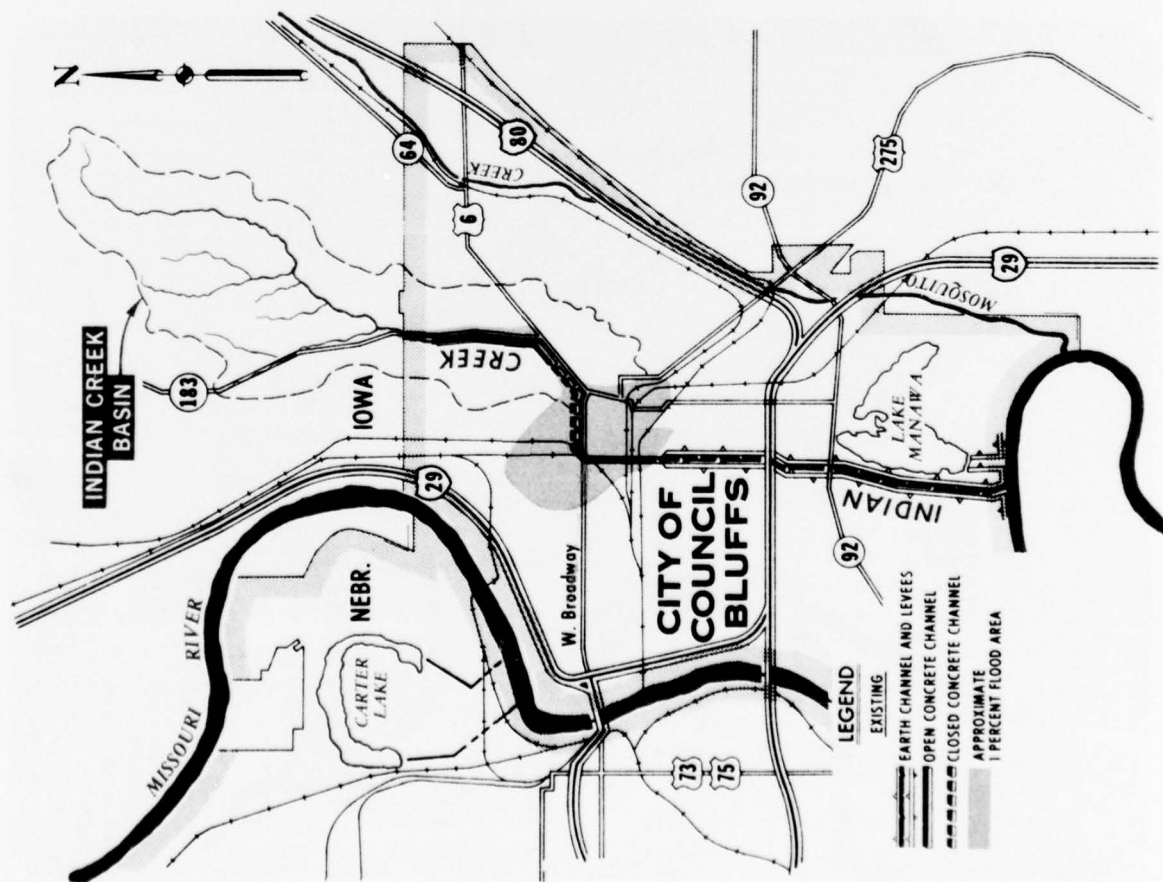 N
INDIAN CREEK
BASIN
183
IOWA
64
6
CREEK
80
CREEK
MISSOURI RIVER
29
NEBR.
CARTER
LAKE
W. Broadway
CITY OF
COUNCIL
BLUFFS
92
275
29
MOSQUITO
LAKE
MANAWA
INDIAN
92
73
75
LEGEND
EXISTING
EARTH CHANNEL AND LEVES
OPEN CONCRETE CHANNEL
CLOSED CONCRETE CHANNEL
APPROXIMATE
1 PERCENT FLOOD AREA